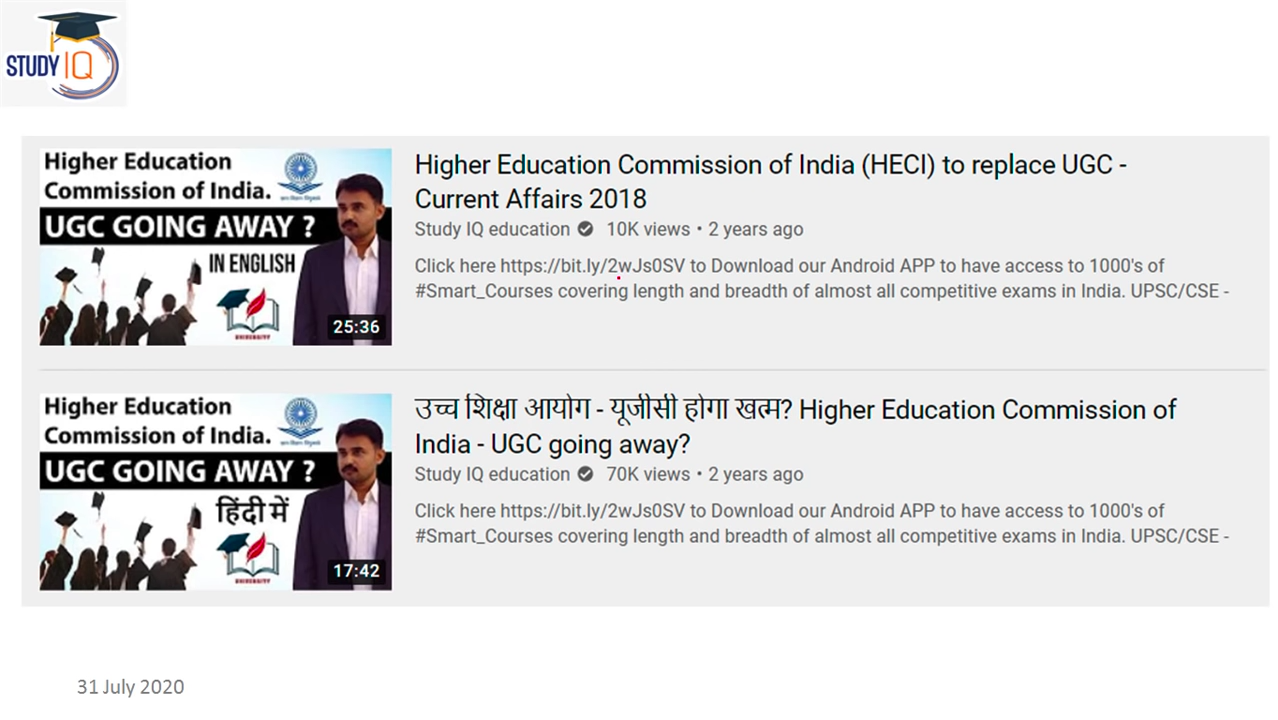 STUDY IQ
Higher Education
Commission of India.
UGC GOING AWAY ?
IN ENGLISH
UNIVERSITY
25:36
Higher Education Commission of India (HECI) to replace UGC -
Current Affairs 2018
Study IQ education 10K views • 2 years ago
Click here https://bit.ly/2wJs0SV to Download our Android APP to have access to 1000's of
#Smart_Courses covering length and breadth of almost all competitive exams in India. UPSC/CSE -
Higher Education
Commission of India.
UGC GOING AWAY ?
हिंदी में
UNIVERSITY
17:42
उच्च शिक्षा आयोग - यूजीसी होगा खत्म? Higher Education Commission of
India - UGC going away?
Study IQ education 70K views • 2 years ago
Click here https://bit.ly/2wJs0SV to Download our Android APP to have access to 1000's of
#Smart_Courses covering length and breadth of almost all competitive exams in India. UPSC/CSE -
31 July 2020